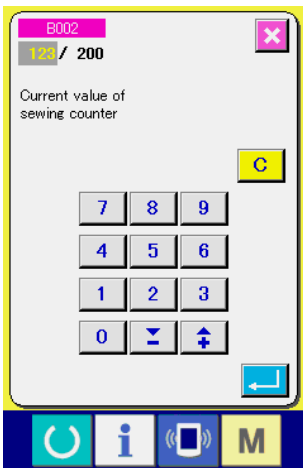 B002
123/ 200
Current value of
sewing counter
C
7 8 9
4 5 6
1 2 3
0
i M